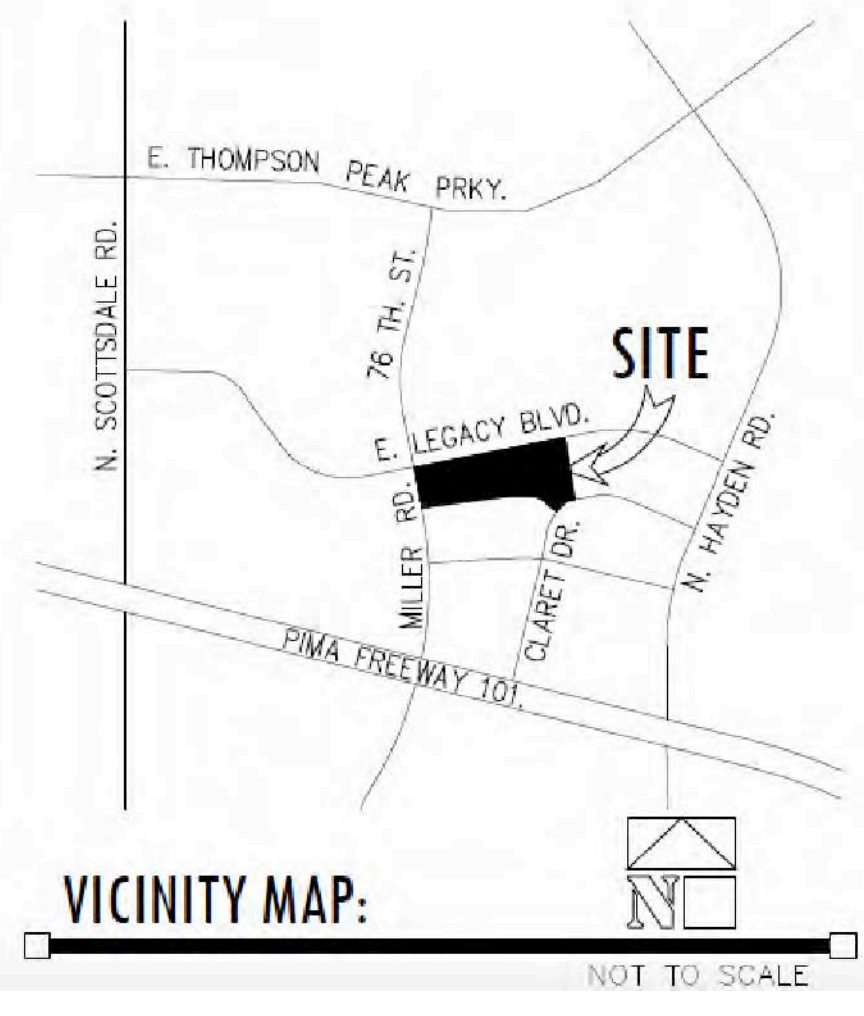 E. THOMPSON PEAK PRKY.
N. SCOTTSDALE RD.
76 TH. ST.
SITE
E. LEGACY BLVD.
MILLER RD.
CLARET DR.
N. HAYDEN RD.
PIMA FREEWAY 101.
N
VICINITY MAP:
NOT TO SCALE